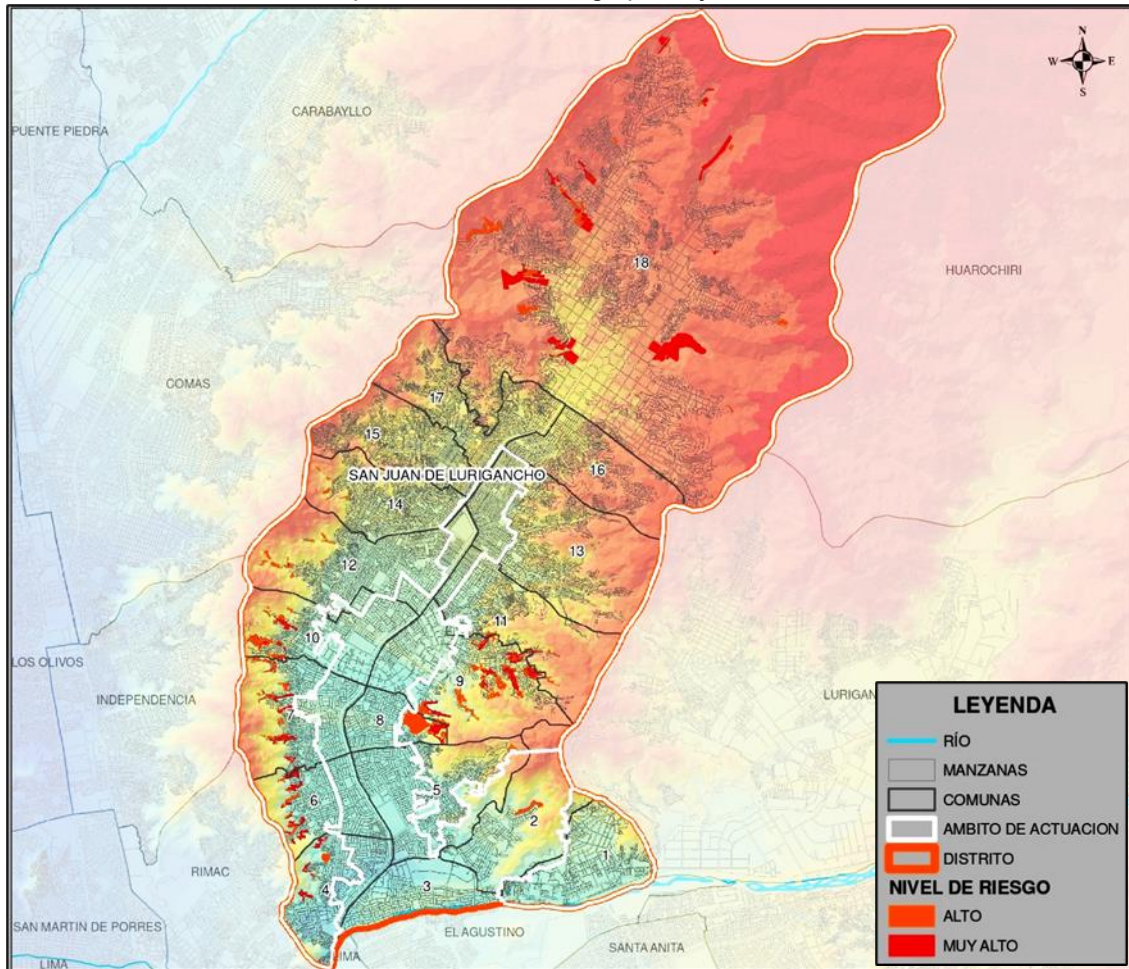 N
W E
S
CARABAYLLO
PUENTE PIEDRA
18
HUAROCHIRI
COMAS
17
15
16
SAN JUAN DE LURIGANCHO
14
13
12
11
10
LOS OLIVOS
9
INDEPENDENCIA
LURIGAN
7
8
5
6
2
1
RIMAC
4
3
SAN MARTIN DE PORRES
EL AGUSTINO
SANTA ANITA
LIMA
LIMA
LEYENDA
RÍO
MANZANAS
COMUNAS
AMBITO DE ACTUACION
DISTRITO
NIVEL DE RIESGO
ALTO
MUY ALTO